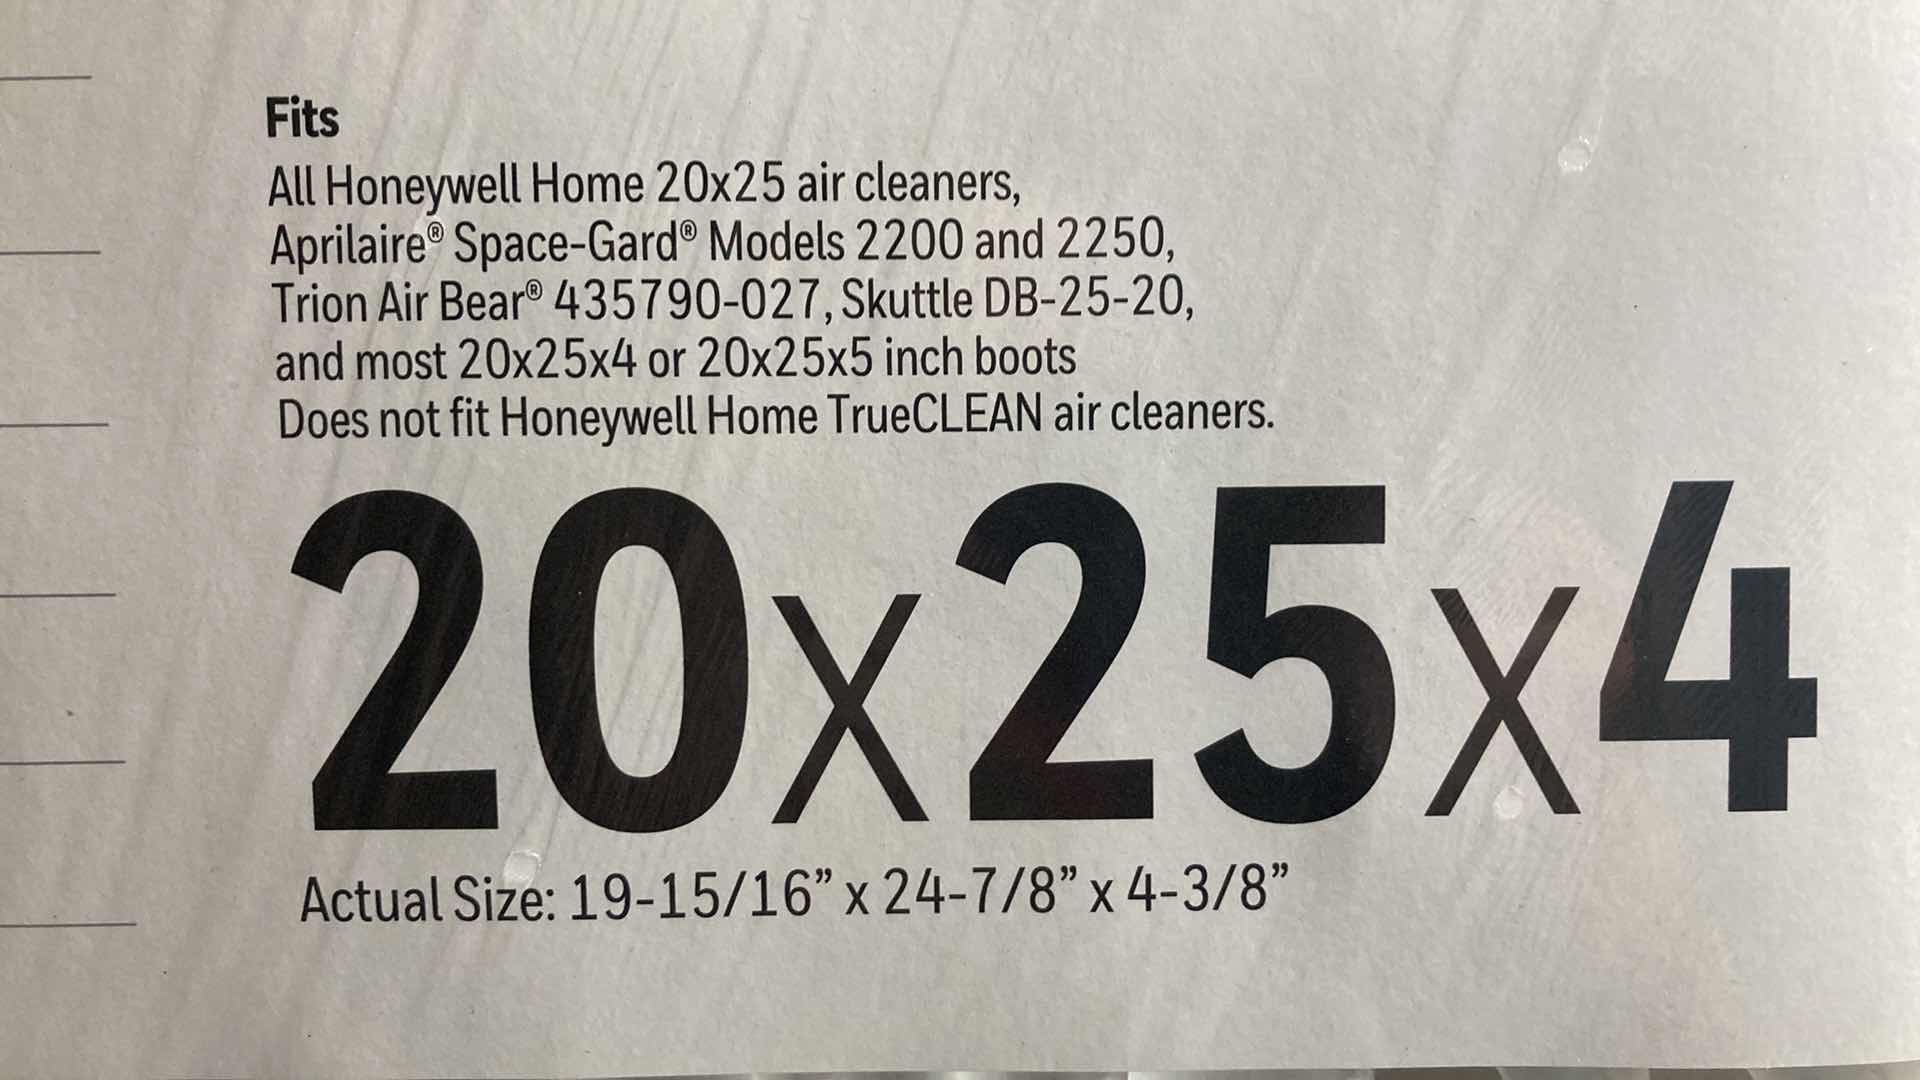 Fits
All Honeywell Home 20x25 air cleaners,
Aprilaire® Space-Gard® Models 2200 and 2250,
Trion Air Bear® 435790-027, Skuttle DB-25-20,
and most 20x25x4 or 20x25x5 inch boots
Does not fit Honeywell Home TrueCLEAN air cleaners.
20x25x4
Actual Size: 19-15/16” x 24-7/8” x 4-3/8”